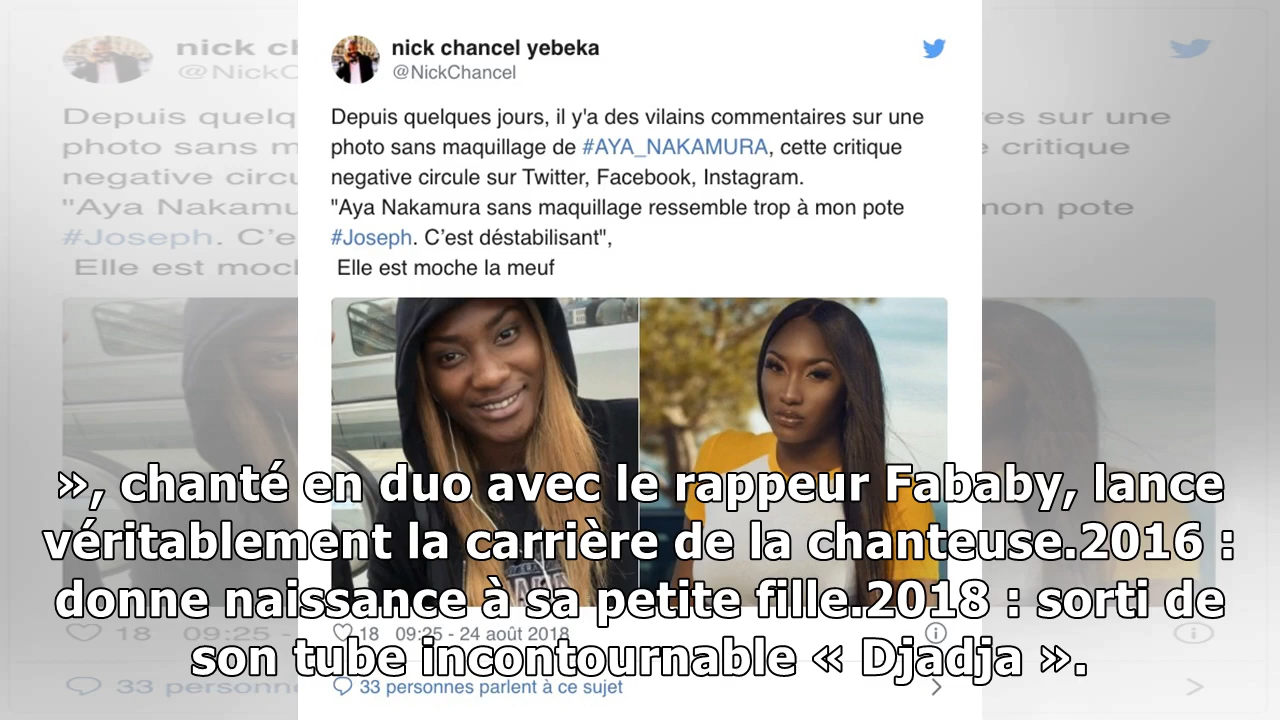 nick chancel yebeka
@NickChancel
Depuis quelques jours, il y'a des vilains commentaires sur une
photo sans maquillage de #AYA_NAKAMURA, cette critique
negative circule sur Twitter, Facebook, Instagram.
"Aya Nakamura sans maquillage ressemble trop à mon pote
#Joseph. C’est déstabilisant",
Elle est moche la meuf
», chanté en duo avec le rappeur Fababy, lance
véritablement la carrière de la chanteuse.2016 :
donne naissance à sa petite fille.2018 : sorti de
son tube incontournable « Djadja ».
18 09:25 - 24 août 2018
33 personnes parlent à ce sujet